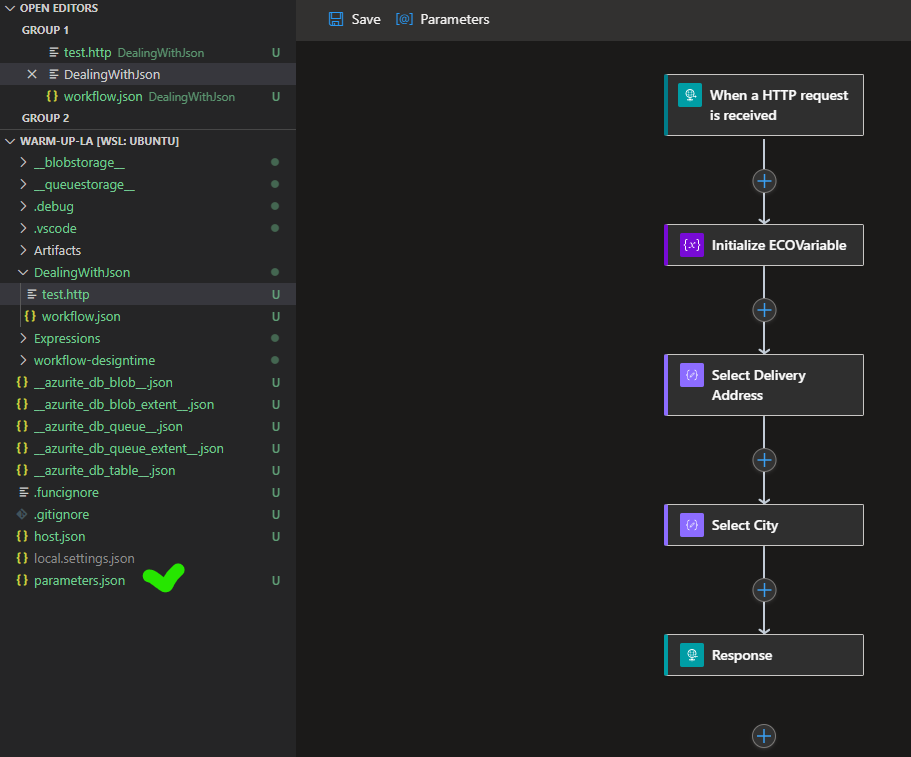 OPEN EDITORS
GROUP 1
test.http DealingWithJson U
DealingWithJson
workflow.json DealingWithJson U
GROUP 2
WARM-UP-LA [WSL: UBUNTU]
__blobstorage__
__queuestorage__
.debug
.vscode
Artifacts
DealingWithJson
test.http U
workflow.json U
Expressions
workflow-designtime
__azurite_db_blob__.json U
__azurite_db_blob_extent__.json U
__azurite_db_queue__.json U
__azurite_db_queue_extent__.json U
__azurite_db_table__.json U
.funcignore U
.gitignore U
host.json U
local.settings.json
parameters.json U
Save Parameters
When a HTTP request
is received
Initialize ECOVariable
Select Delivery
Address
Select City
Response